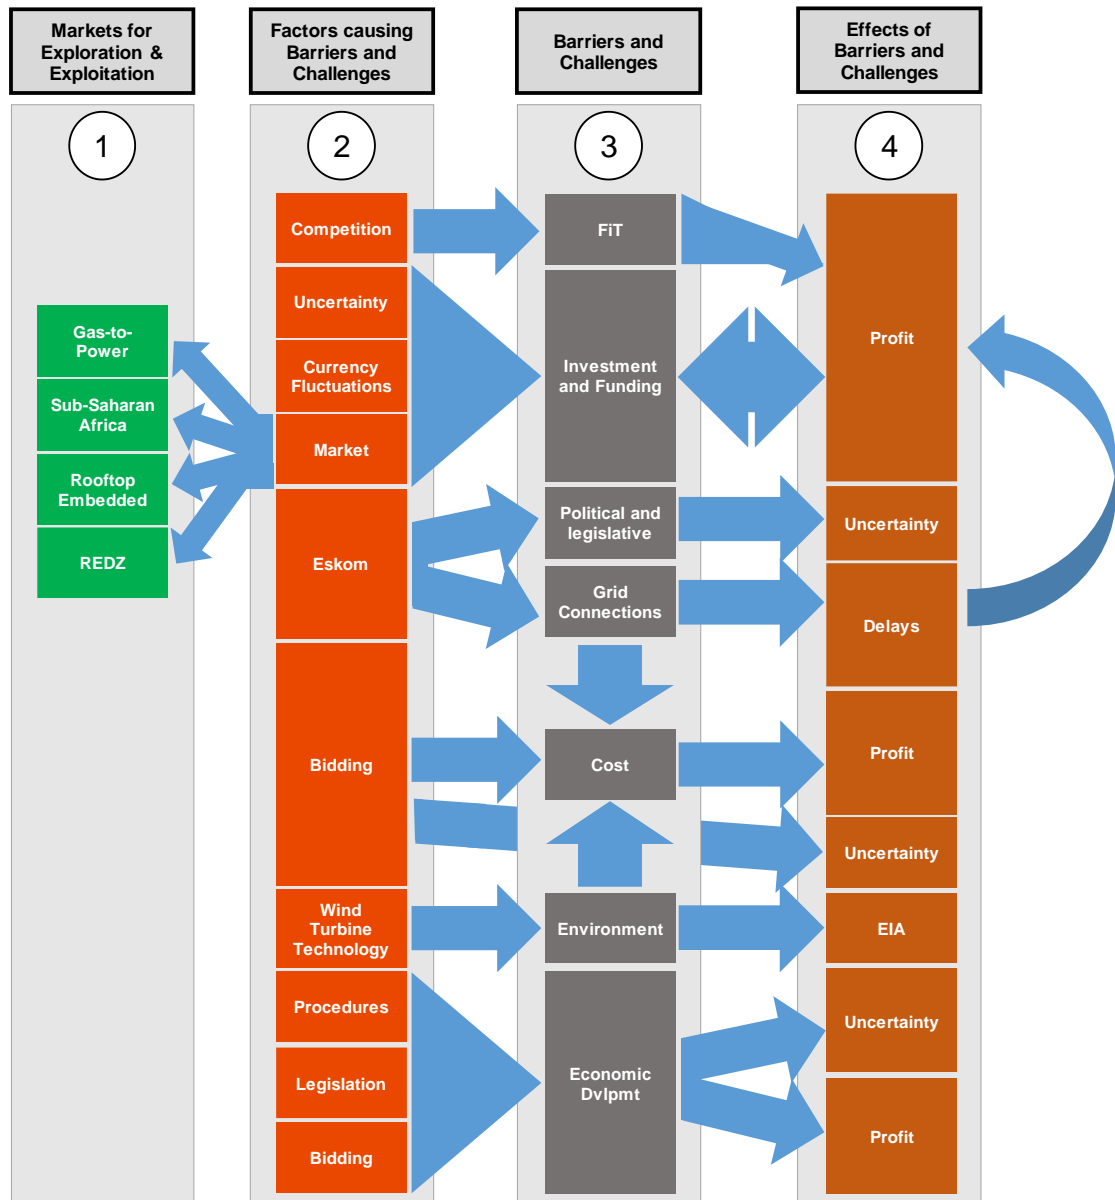 Markets for
Exploration &
Exploitation
Factors causing
Barriers and
Challenges
Barriers and
Challenges
Effects of
Barriers and
Challenges
1
2
3
4
Gas-to-
Power
Sub-Saharan
Africa
Rooftop
Embedded
REDZ
Competition
Uncertainty
Currency
Fluctuations
Market
Eskom
Bidding
Wind
Turbine
Technology
Procedures
Legislation
Bidding
FiT
Investment
and Funding
Political and
legislative
Grid
Connections
Cost
Environment
Economic
Dvlpmt
Profit
Uncertainty
Delays
Profit
Uncertainty
EIA
Uncertainty
Profit